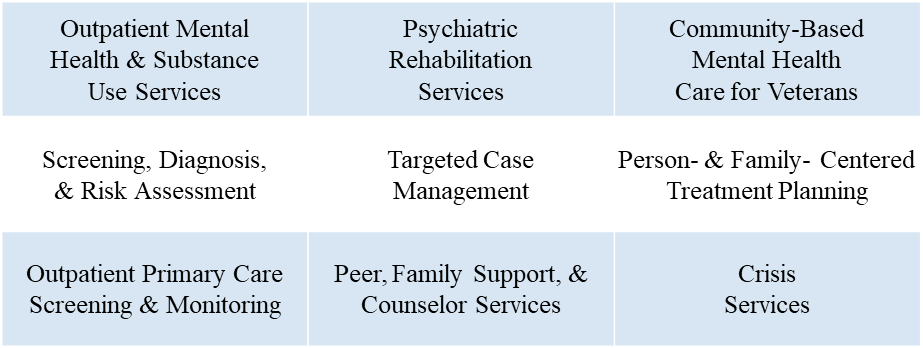 Outpatient Mental
Health & Substance
Use Services
Psychiatric
Rehabilitation
Services
Community-Based
Mental Health
Care for Veterans
Screening, Diagnosis,
& Risk Assessment
Targeted Case
Management
Person- & Family- Centered
Treatment Planning
Outpatient Primary Care
Screening & Monitoring
Peer, Family Support, &
Counselor Services
Crisis
Services